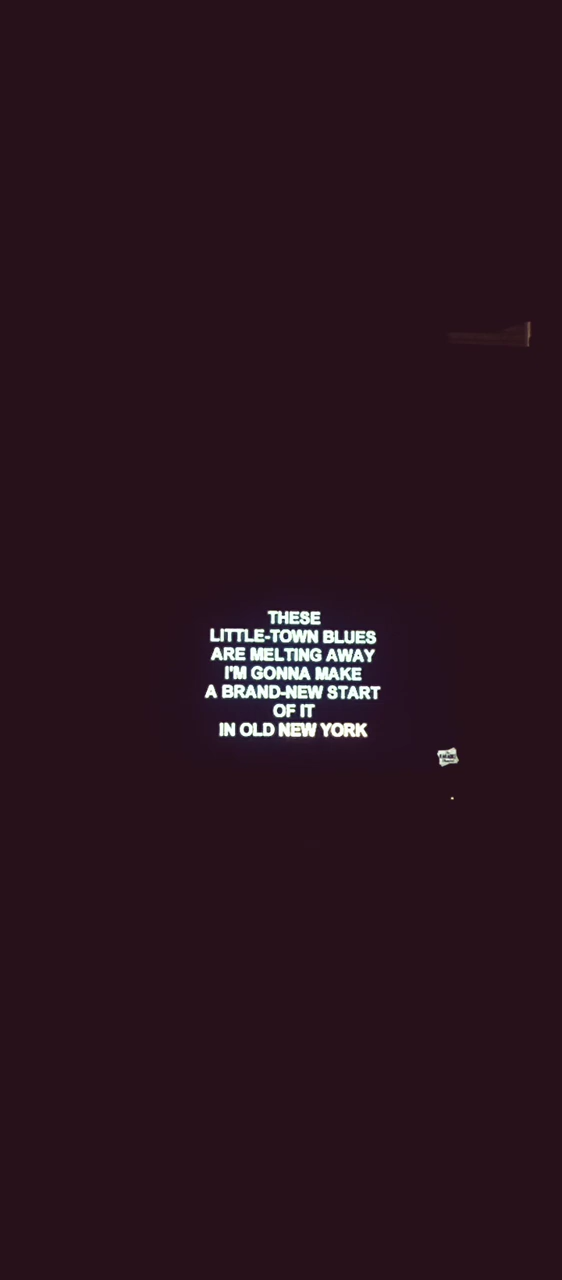 THESE
LITTLE-TOWN BLUES
ARE MELTING AWAY
I'M GONNA MAKE
A BRAND-NEW START
OF IT
IN OLD NEW YORK